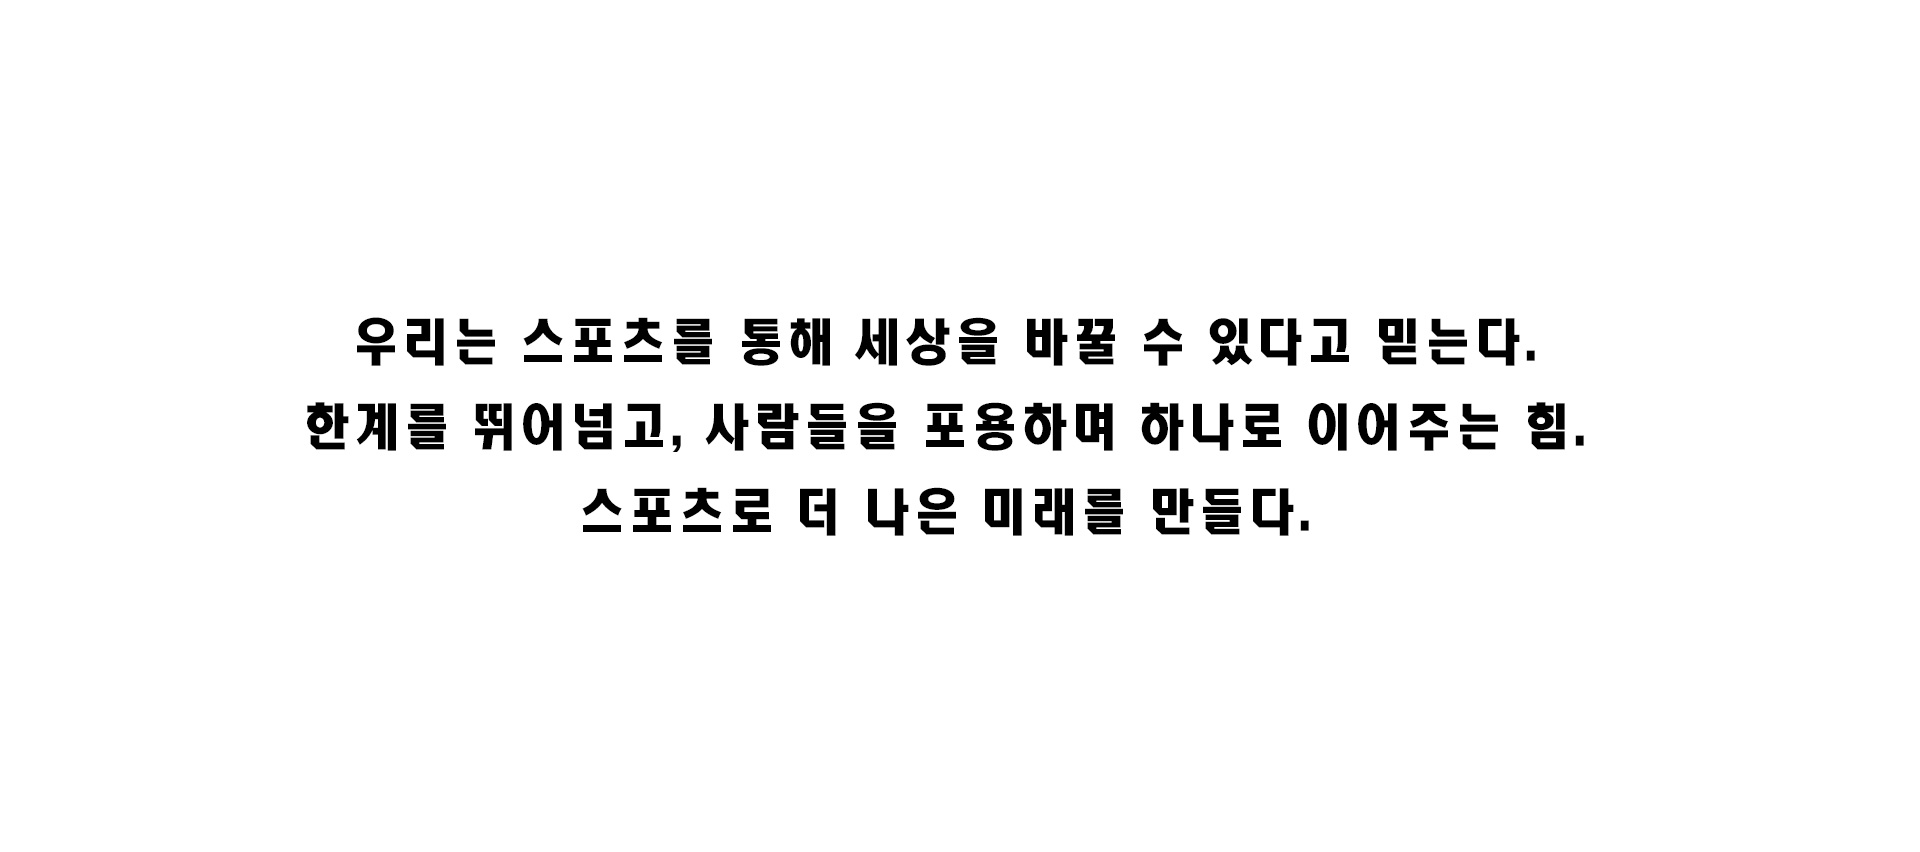 우리는 스포츠를 통해 세상을 바꿀 수 있다고 믿는다.
한계를 뛰어넘고, 사람들을 포용하며 하나로 이어주는 힘.
스포츠로 더 나은 미래를 만들다.